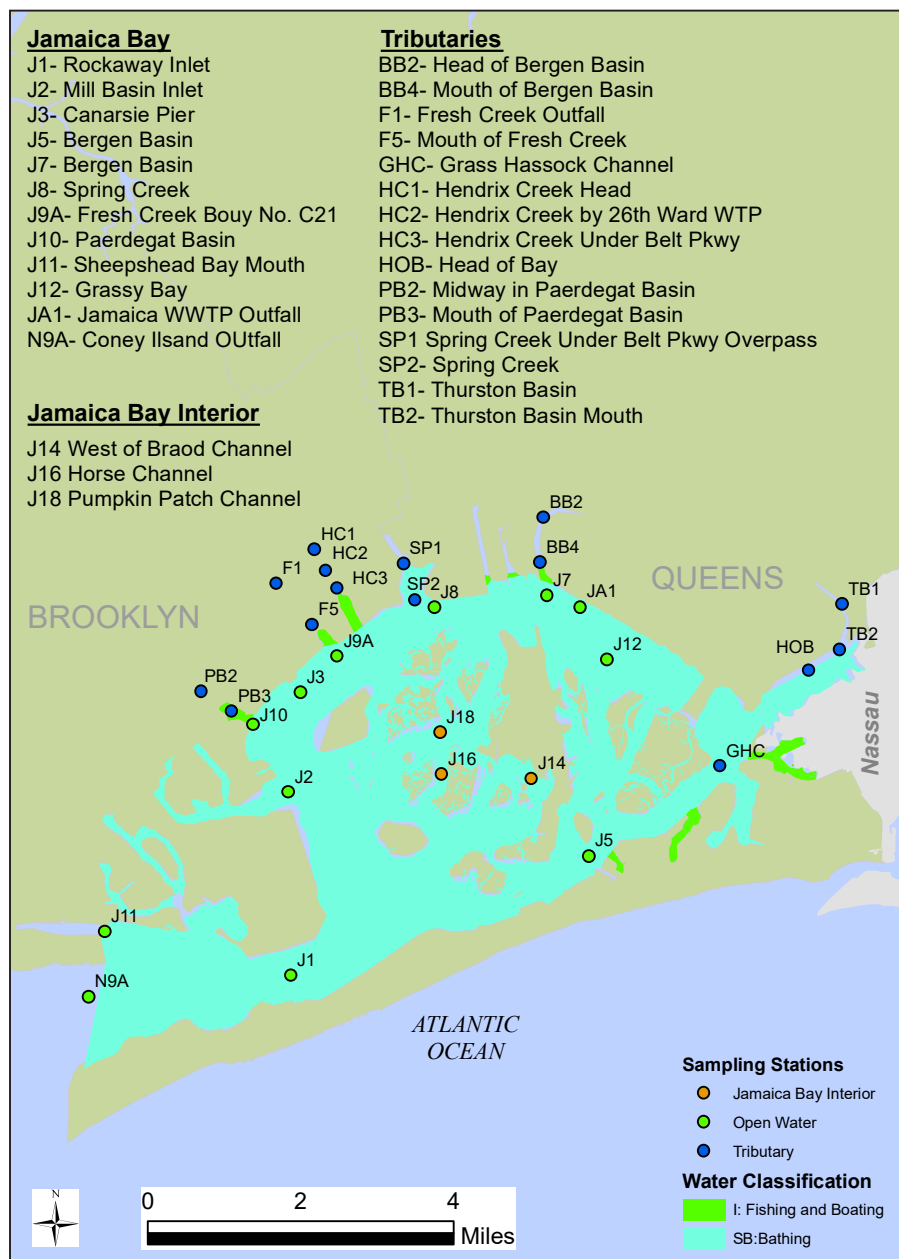 Jamaica Bay
J1- Rockaway Inlet
J2- Mill Basin Inlet
J3- Canarsie Pier
J5- Bergen Basin
J7- Bergen Basin
J8- Spring Creek
J9A- Fresh Creek Bouy No. C21
J10- Paerdegat Basin
J11- Sheepshead Bay Mouth
J12- Grassy Bay
JA1- Jamaica WWTP Outfall
N9A- Coney Ilsand OUtfall
Jamaica Bay Interior
J14 West of Braod Channel
J16 Horse Channel
J18 Pumpkin Patch Channel
Tributaries
BB2- Head of Bergen Basin
BB4- Mouth of Bergen Basin
F1- Fresh Creek Outfall
F5- Mouth of Fresh Creek
GHC- Grass Hassock Channel
HC1- Hendrix Creek Head
HC2- Hendrix Creek by 26th Ward WTP
HC3- Hendrix Creek Under Belt Pkwy
HOB- Head of Bay
PB2- Midway in Paerdegat Basin
PB3- Mouth of Paerdegat Basin
SP1 Spring Creek Under Belt Pkwy Overpass
SP2- Spring Creek
TB1- Thurston Basin
TB2- Thurston Basin Mouth
BB2
HC1
HC2
SP1
BB4
F1
HC3
QUEENS
J7
JA1
TB1
SP2
J8
BROOKLYN
F5
J9A
J12
TB2
HOB
PB2
J3
PB3
J10
J18
Nassau
J16
J14
GHC
J2
J5
J11
J1
N9A
ATLANTIC
OCEAN
Sampling Stations
Jamaica Bay Interior
Open Water
Tributary
Water Classification
I: Fishing and Boating
SB:Bathing
N
0
2
4
Miles